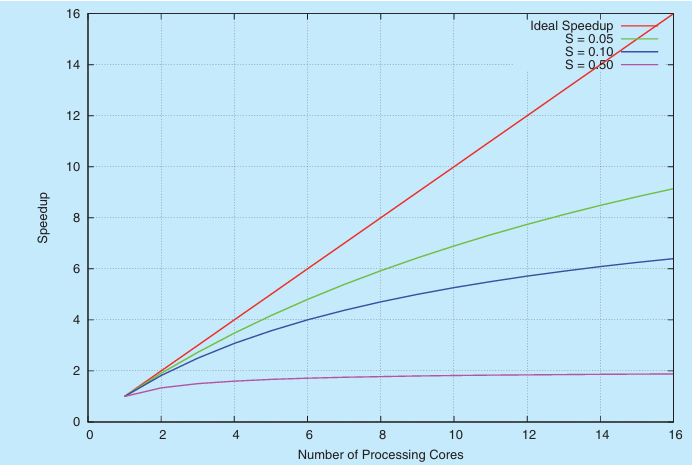 16
14
12
10
8
6
4
2
0
Speedup
Ideal Speedup
S = 0.05
S = 0.10
S = 0.50
0 2 4 6 8 10 12 14 16
Number of Processing Cores